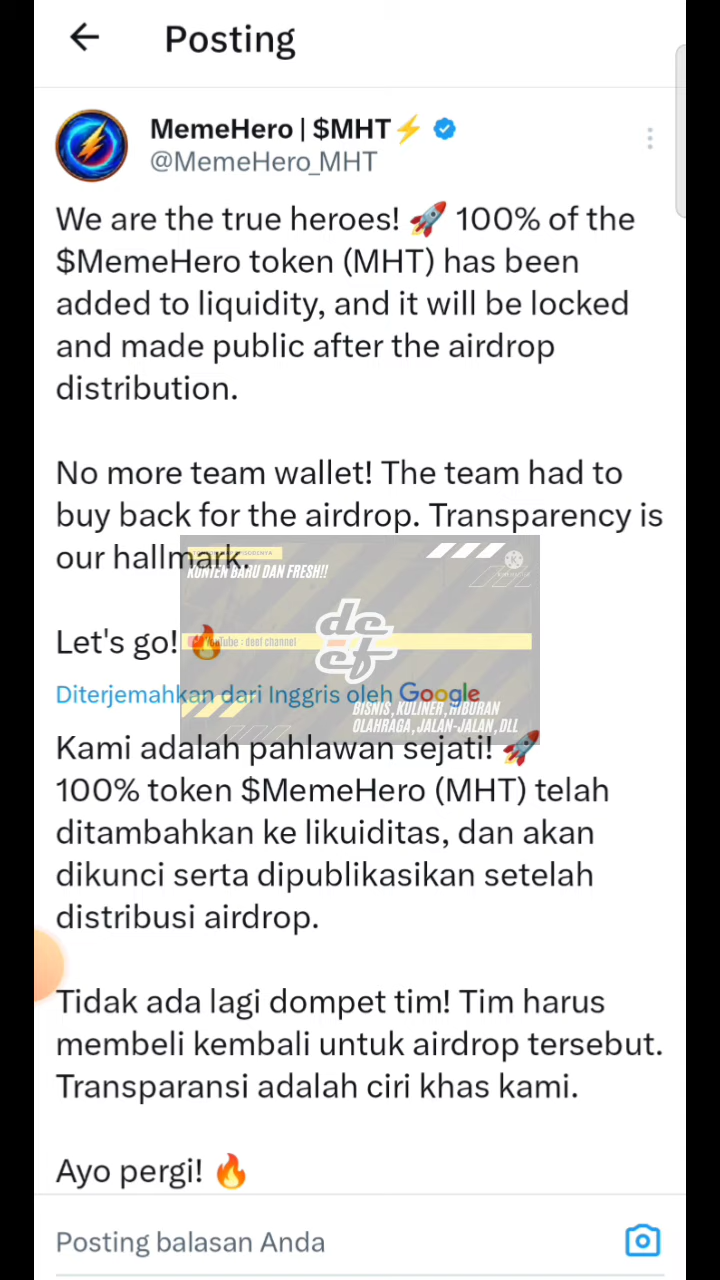 Posting
MemeHero | $MHT⚡
@MemeHero_MHT
We are the true heroes! 🚀 100% of the
$MemeHero token (MHT) has been
added to liquidity, and it will be locked
and made public after the airdrop
distribution.
No more team wallet! The team had to
buy back for the airdrop. Transparency is
our hallmark.
KONTEN BARU DAN FRESH!!
Let's go! 🔥
YouTube : deef channel
de
ef
Diterjemahkan dari Inggris oleh Google
BISNIS, KULINER, HIBURAN
OLAHRAGA, JALAN-JALAN, DLL
Kami adalah pahlawan sejati! 🚀
100% token $MemeHero (MHT) telah
ditambahkan ke likuiditas, dan akan
dikunci serta dipublikasikan setelah
distribusi airdrop.
Tidak ada lagi dompet tim! Tim harus
membeli kembali untuk airdrop tersebut.
Transparansi adalah ciri khas kami.
Ayo pergi! 🔥
Posting balasan Anda